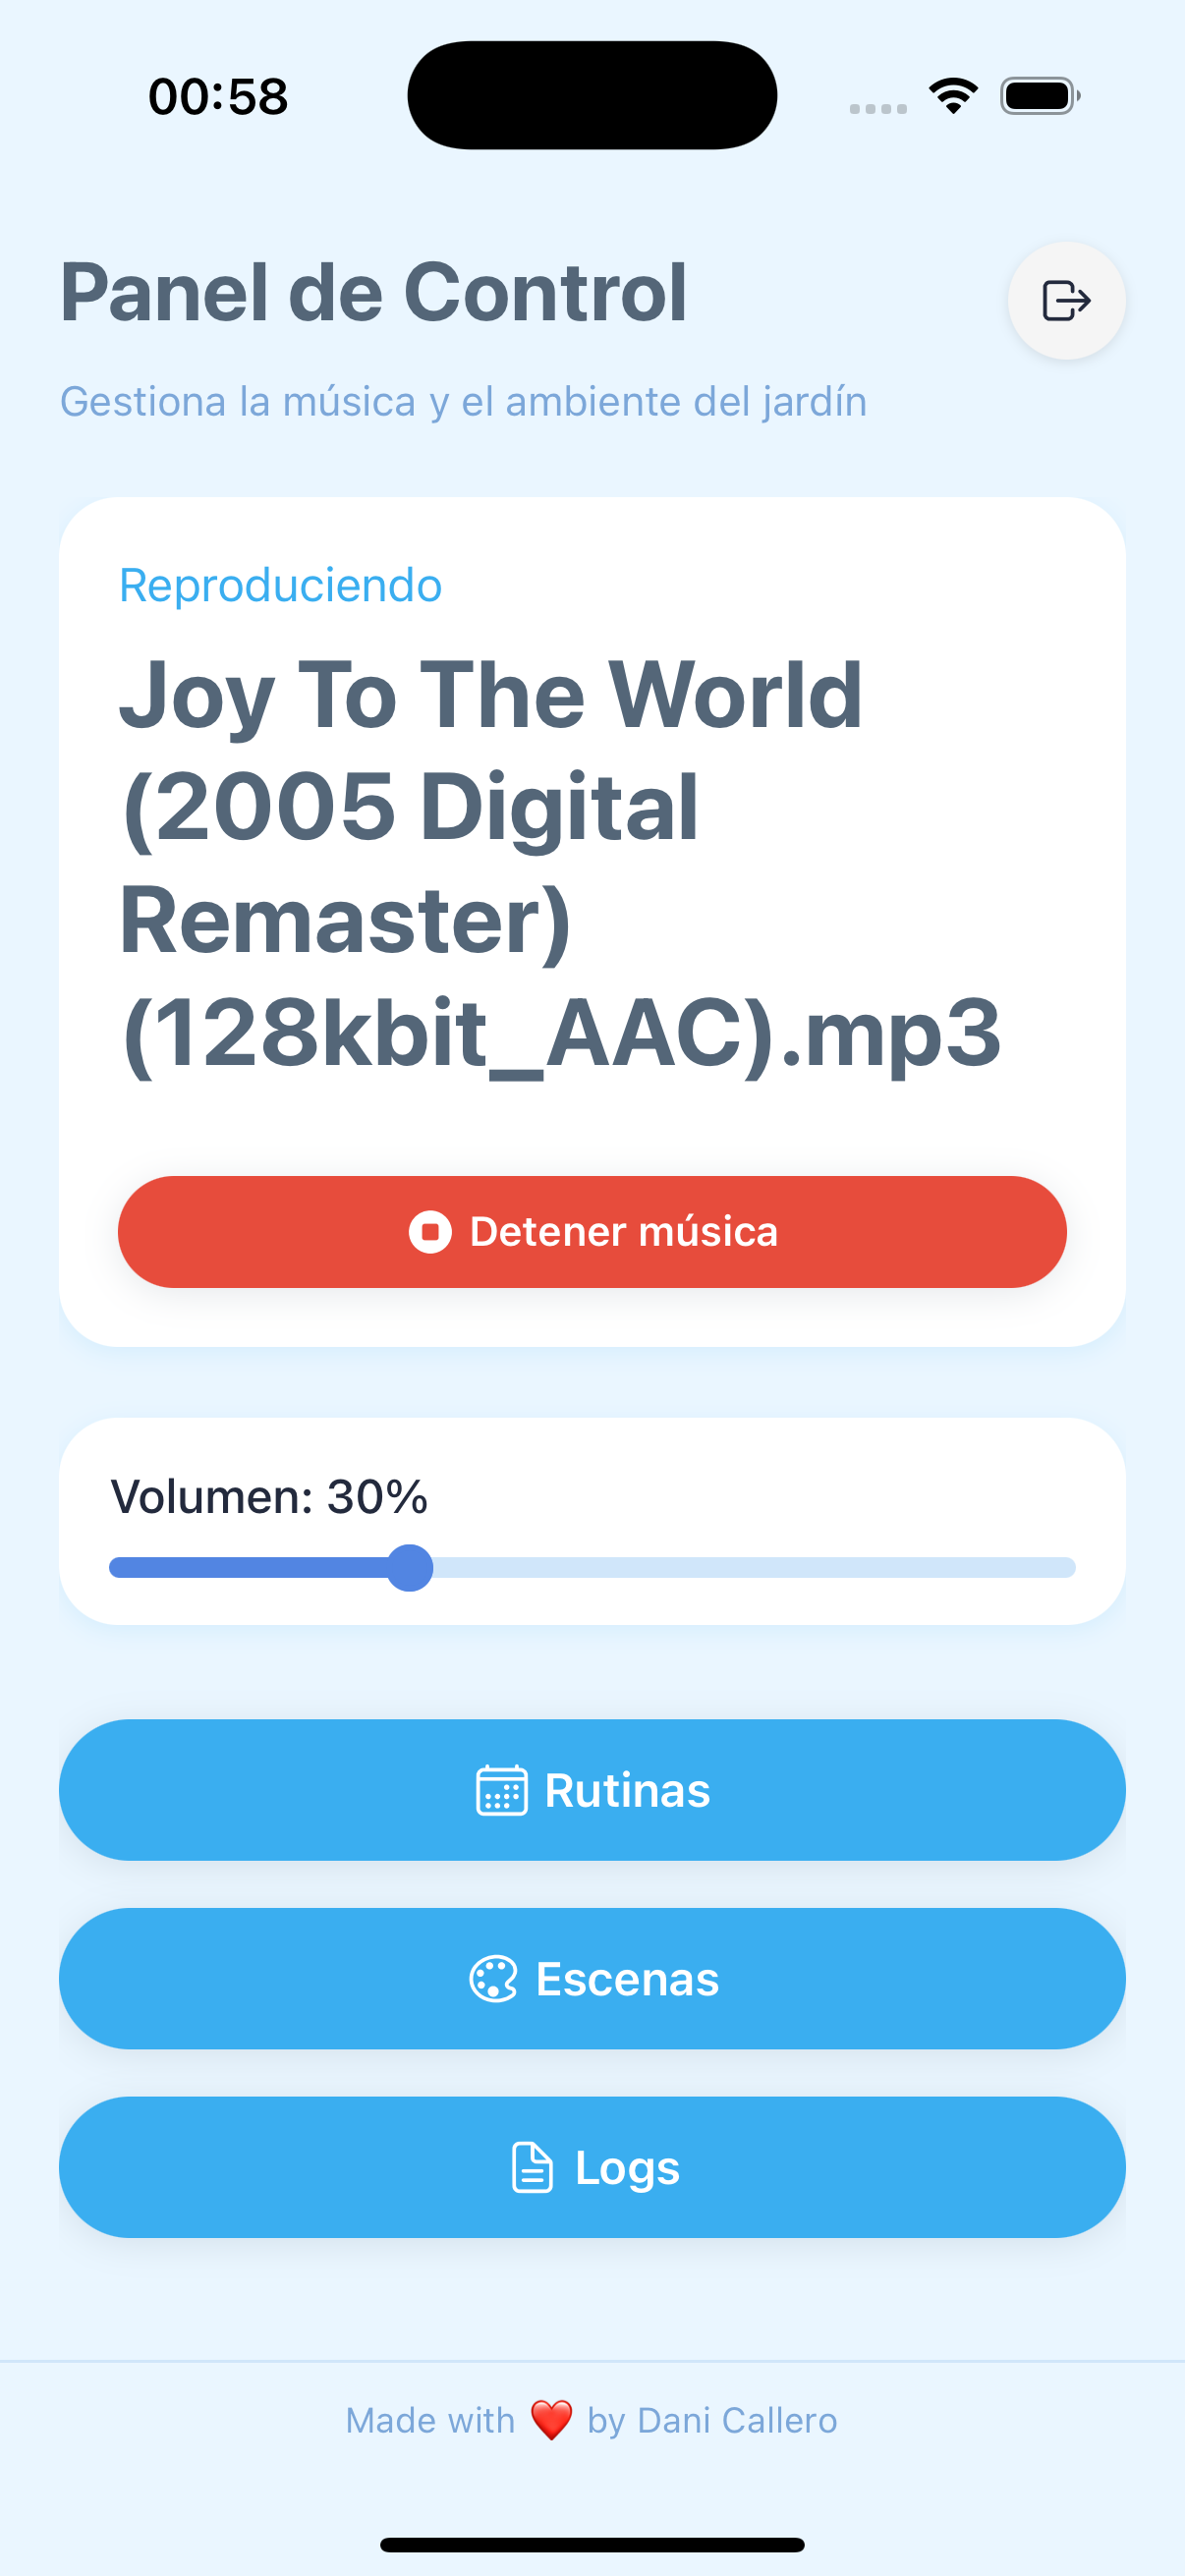 00:58
Panel de Control
Gestiona la música y el ambiente del jardín
Reproduciendo
Joy To The World
(2005 Digital
Remaster)
(128kbit_AAC).mp3
Detener música
Volumen: 30%
Rutinas
Escenas
Logs
Made with ❤️ by Dani Callero